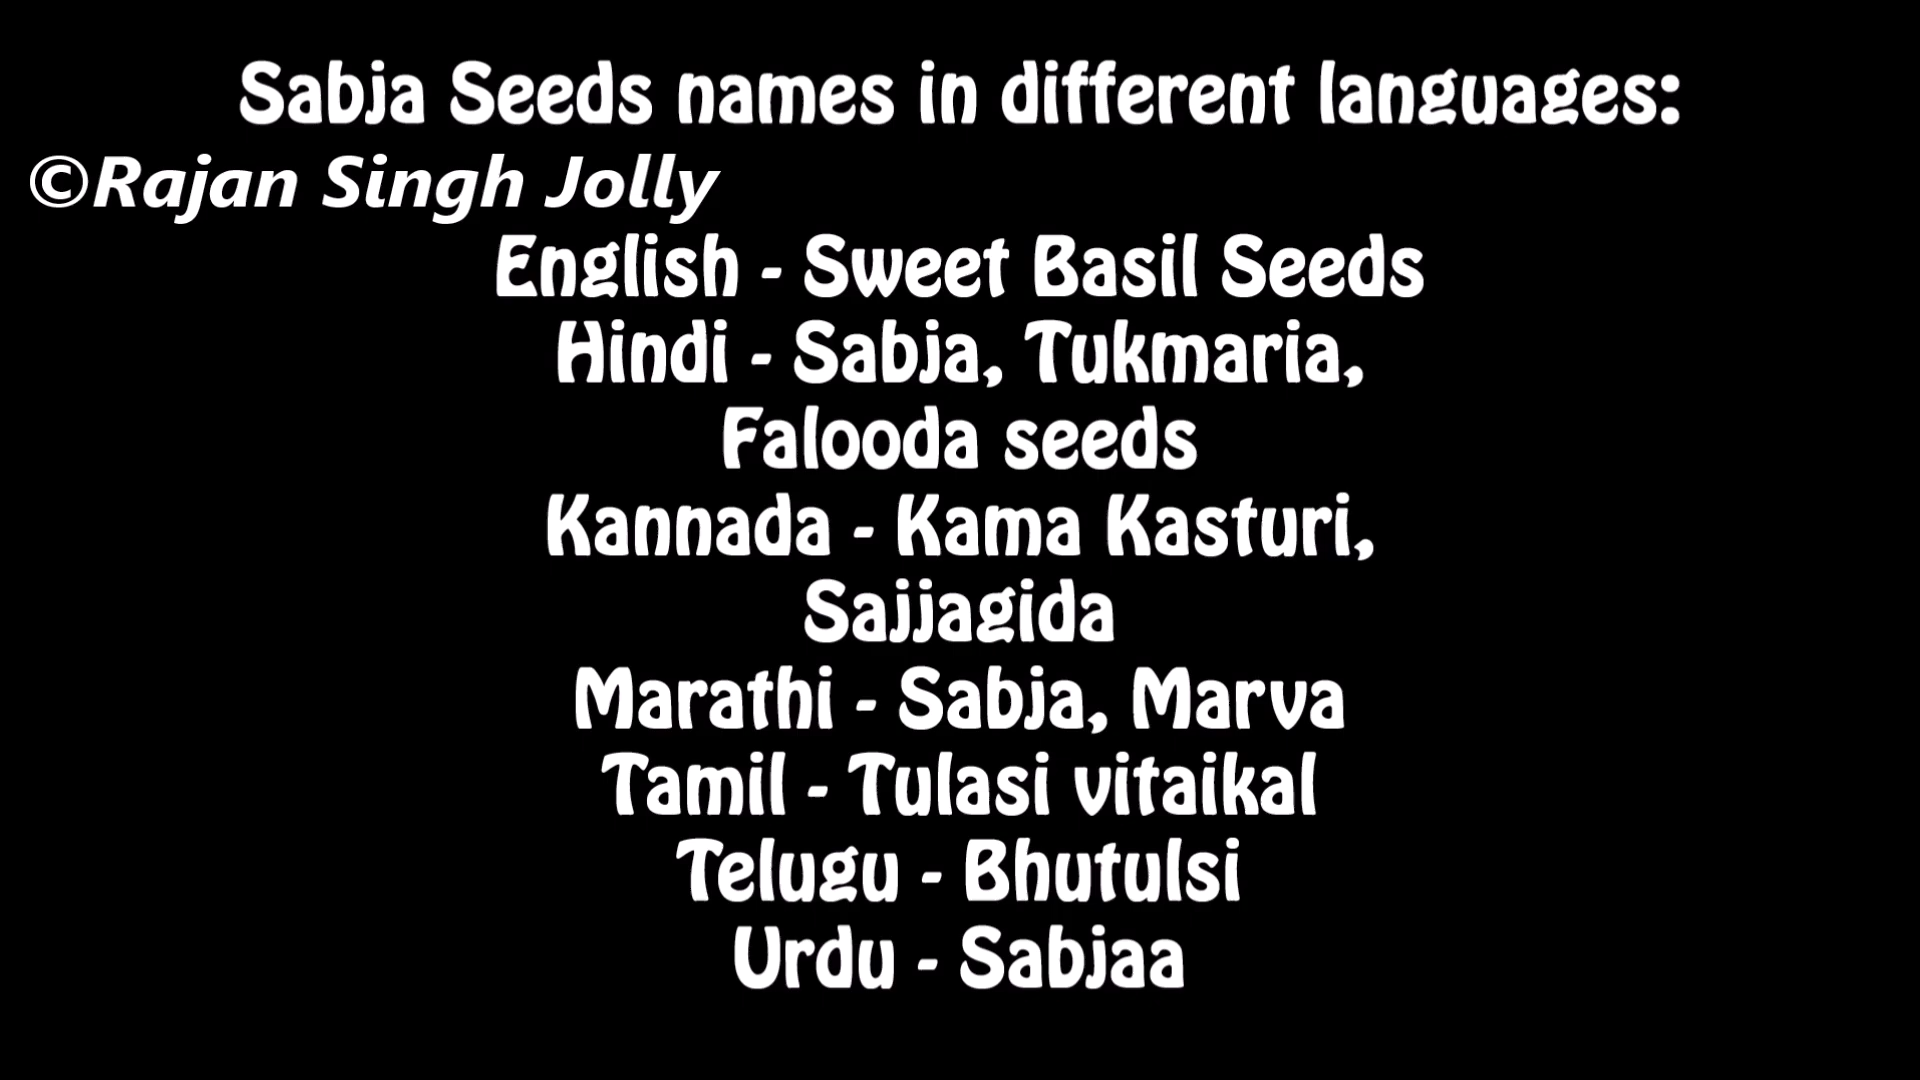 Sabja Seeds names in different languages:
©Rajan Singh Jolly
English - Sweet Basil Seeds
Hindi - Sabja, Tukmaria,
Falooda seeds
Kannada - Kama Kasturi,
Sajjagida
Marathi - Sabja, Marva
Tamil - Tulasi vitaikal
Telugu - Bhutulsi
Urdu - Sabjaa